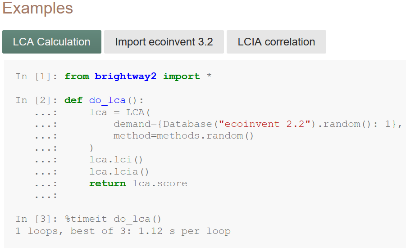 Examples
LCA Calculation Import ecoinvent 3.2 LCIA correlation
In [1]: from brightway2 import *
In [2]: def do_lca():
   ...:     lca = LCA(
   ...:         demand={Database("ecoinvent 2.2").random(): 1},
   ...:         method=methods.random()
   ...:     )
   ...:     lca.lci()
   ...:     lca.lcia()
   ...:     return lca.score
   ...:
In [3]: %timeit do_lca()
1 loops, best of 3: 1.12 s per loop